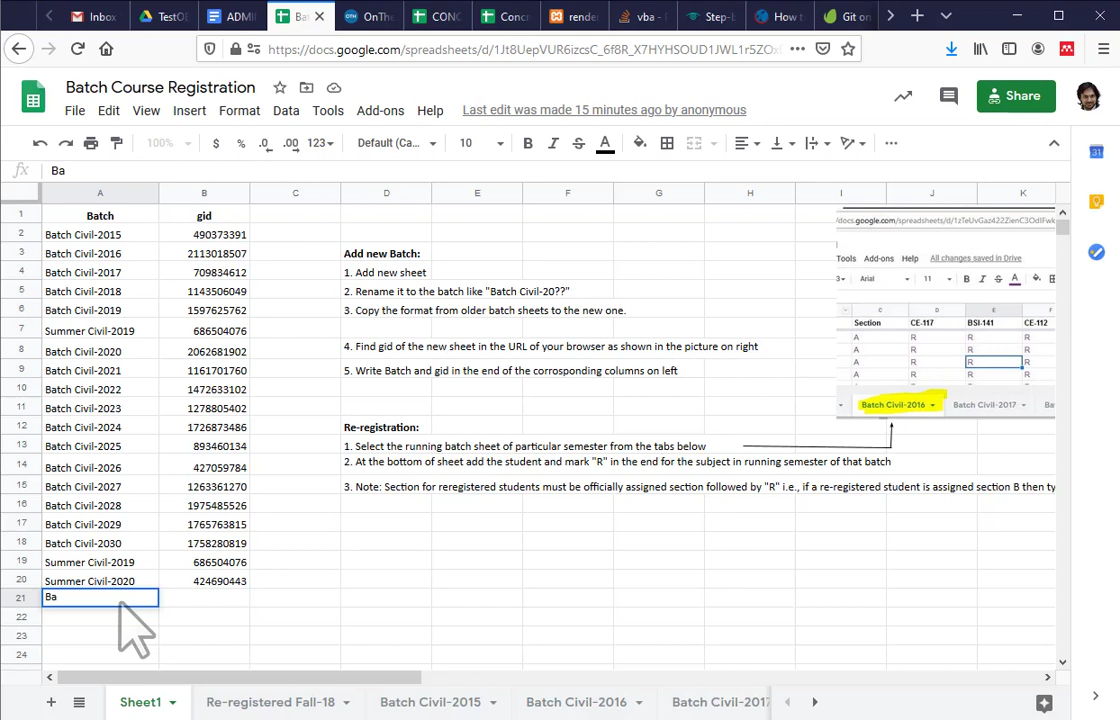 Inbox
TestOE
ADMI
Ba
OnThe
CONC
Concr
render
vba -
Step-b
How to
Git on
https://docs.google.com/spreadsheets/d/1Jt8UepVUR6izcsC_6f8R_X7HYHSOUD1JWL1r5ZOx
Batch Course Registration
File Edit View Insert Format Data Tools Add-ons Help Last edit was made 15 minutes ago by anonymous
Share
100% $ % .0 .00 123 Default (Ca... 10 B I S A
fx Ba
A B C D E F G H I J K
1 Batch gid
2 Batch Civil-2015 490373391
3 Batch Civil-2016 2113018507 Add new Batch:
4 Batch Civil-2017 709834612 1. Add new sheet
5 Batch Civil-2018 1143506049 2. Rename it to the batch like "Batch Civil-20??"
6 Batch Civil-2019 1597625762 3. Copy the format from older batch sheets to the new one.
7 Summer Civil-2019 686504076
8 Batch Civil-2020 2062681902 4. Find gid of the new sheet in the URL of your browser as shown in the picture on right
9 Batch Civil-2021 1161701760 5. Write Batch and gid in the end of the corrosponding columns on left
10 Batch Civil-2022 1472633102
11 Batch Civil-2023 1278805402
12 Batch Civil-2024 1726873486 Re-registration:
13 Batch Civil-2025 893460134 1. Select the running batch sheet of particular semester from the tabs below
14 Batch Civil-2026 427059784 2. At the bottom of sheet add the student and mark "R" in the end for the subject in running semester of that batch
15 Batch Civil-2027 1263361270 3. Note: Section for reregistered students must be officially assigned section followed by "R" i.e., if a re-registered student is assigned section B then ty
16 Batch Civil-2028 1975485526
17 Batch Civil-2029 1765763815
18 Batch Civil-2030 1758280819
19 Summer Civil-2019 686504076
20 Summer Civil-2020 424690443
21 Ba
22
23
24
/docs.google.com/spreadsheets/d/1zTeUvGaz422ZienC3OdIFwk
Tools Add-ons Help All changes saved in Drive
Arial 11 B I S A
C D E F
Section CE-117 BSI-141 CE-112
A R R R
A R R R
A R R R
A R R R
Batch Civil-2016 Batch Civil-2017 Ba
Sheet1 Re-registered Fall-18 Batch Civil-2015 Batch Civil-2016 Batch Civil-2017